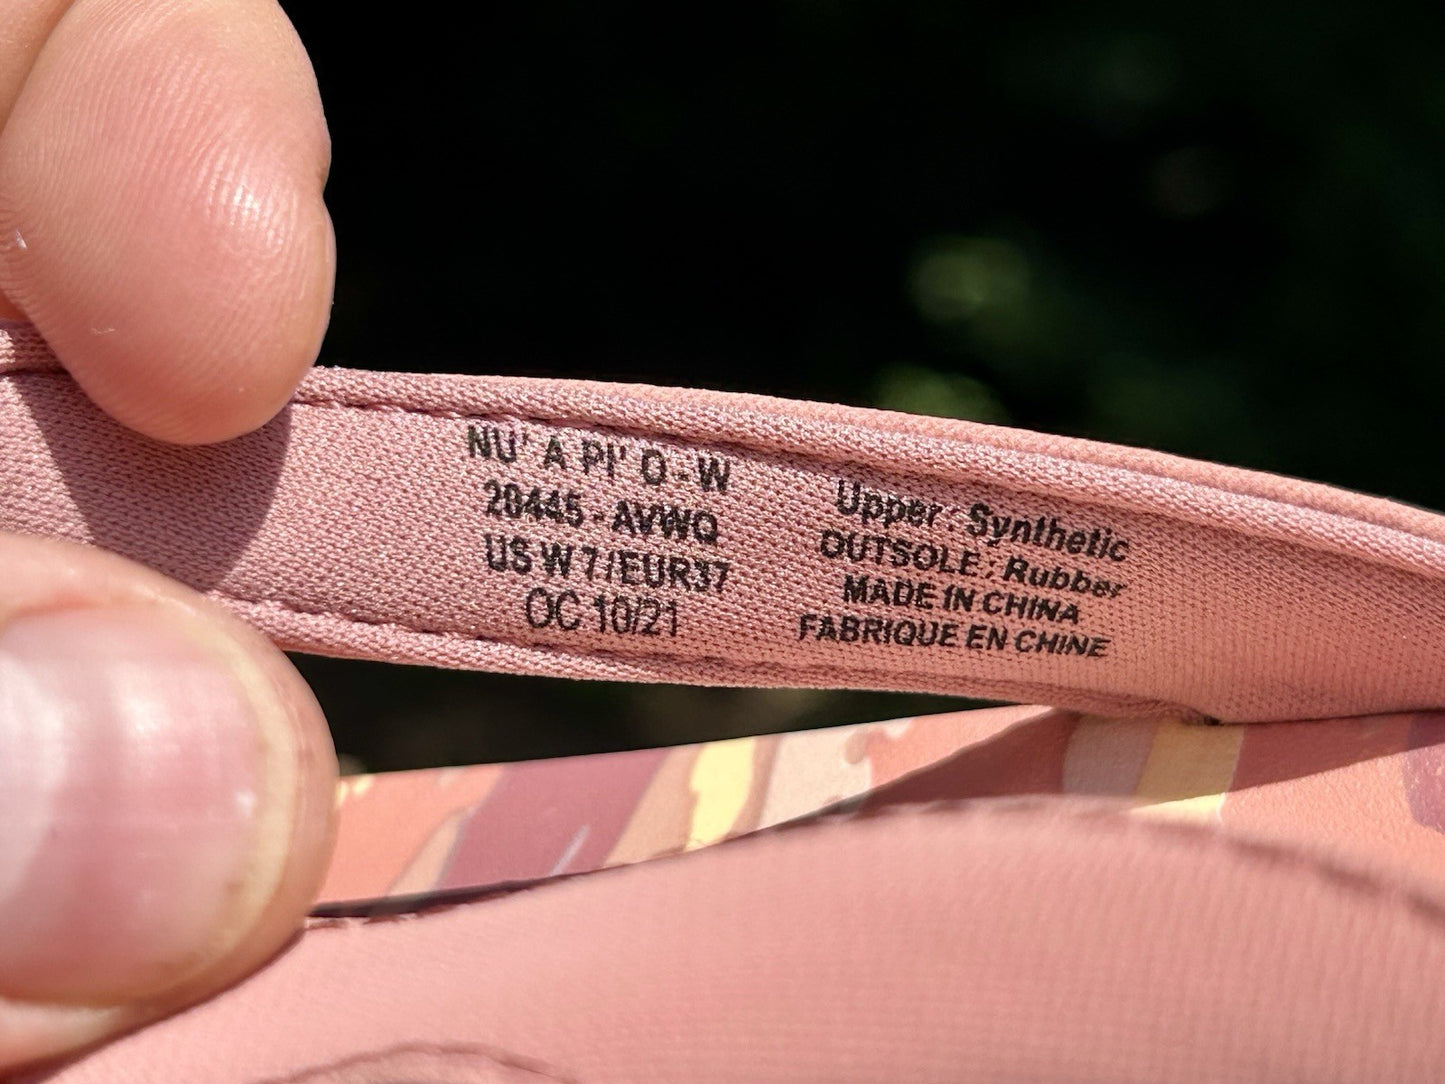 NU' A PI' O - W
20445 - AVWQ
US W 7 / EUR37
OC 10/21
Upper : Synthetic
OUTSOLE : Rubber
MADE IN CHINA
FABRIQUE EN CHINE